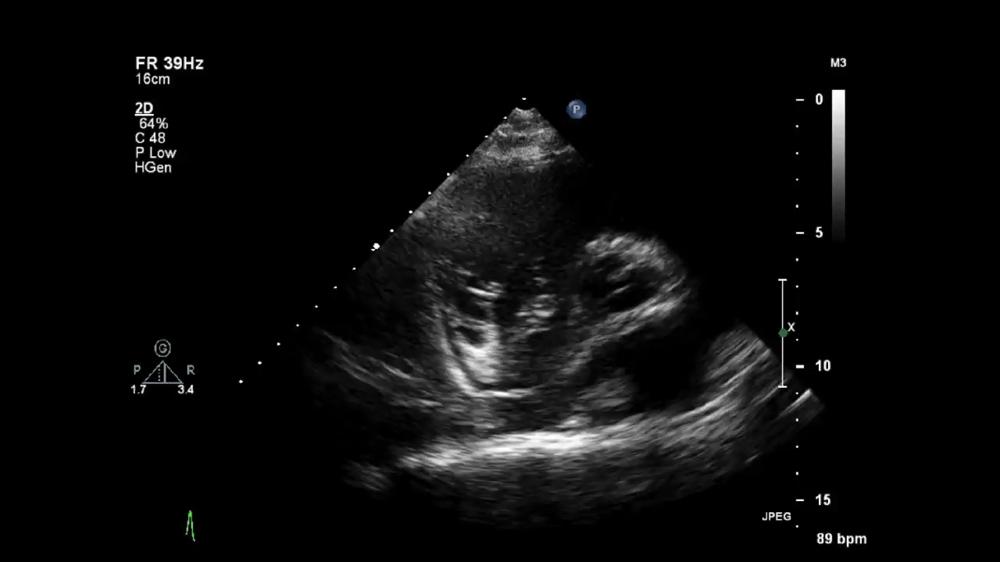 FR 39Hz
16cm
2D
64%
C 48
P Low
HGen
P
M3
0
5
X
10
15
G
P R
1.7 3.4
JPEG
89 bpm